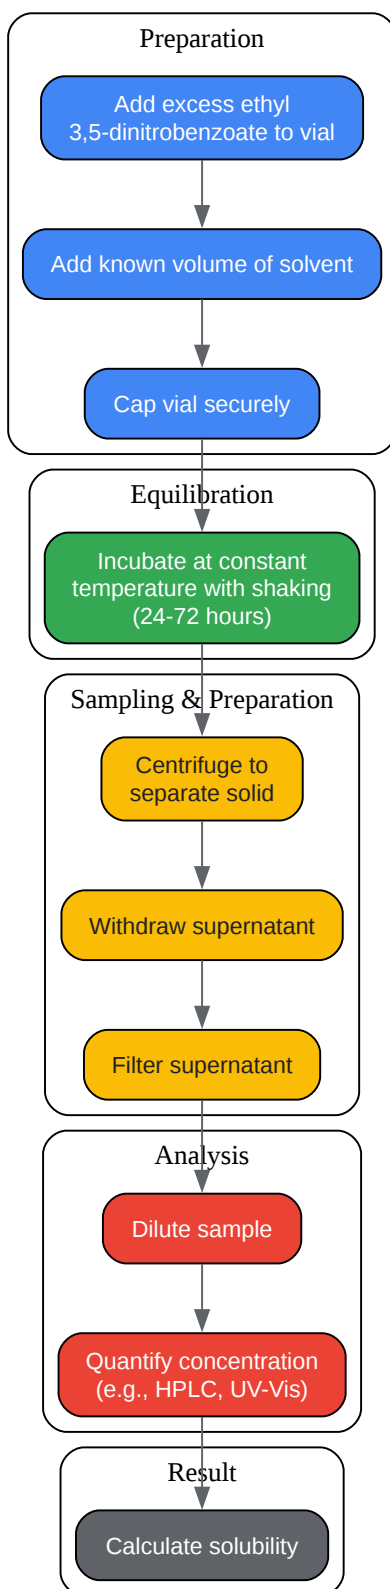 Preparation
Add excess ethyl
3,5-dinitrobenzoate to vial
Add known volume of solvent
Cap vial securely
Equilibration
Incubate at constant
temperature with shaking
(24-72 hours)
Sampling & Preparation
Centrifuge to
separate solid
Withdraw supernatant
Filter supernatant
Analysis
Dilute sample
Quantify concentration
(e.g., HPLC, UV-Vis)
Result
Calculate solubility